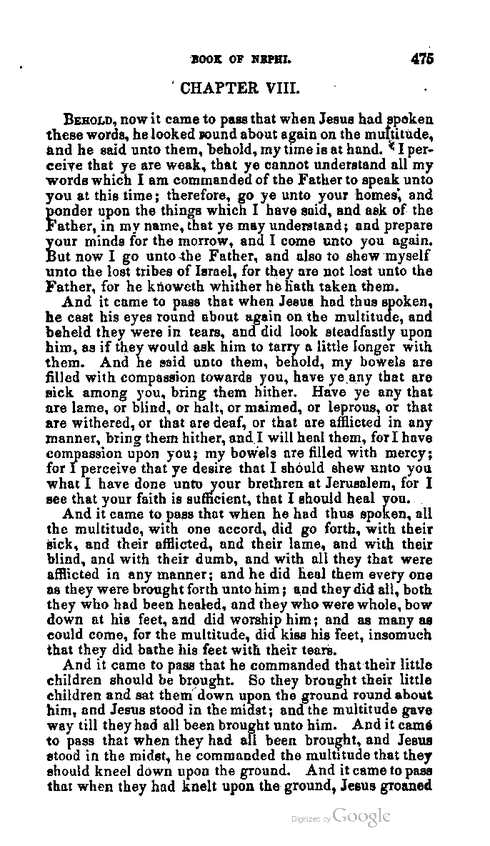 BOOK OF NEPHI. 475
CHAPTER VIII.
BEHOLD, now it came to pass that when Jesus had spoken
these words, he looked round about again on the multitude,
and he said unto them, behold, my time is at hand. I per-
ceive that ye are weak, that ye cannot understand all my
words which I am commanded of the Father to speak unto
you at this time; therefore, go ye unto your homes, and
ponder upon the things which I have said, and ask of the
Father, in my name, that ye may understand; and prepare
your minds for the morrow, and I come unto you again.
But now I go unto the Father, and also to shew myself
unto the lost tribes of Israel, for they are not lost unto the
Father, for he knoweth whither he hath taken them.
And it came to pass that when Jesus had thus spoken,
he cast his eyes round about again on the multitude, and
beheld they were in tears, and did look steadfastly upon
him, as if they would ask him to tarry a little longer with
them. And he said unto them, behold, my bowels are
filled with compassion towards you, have ye any that are
sick among you, bring them hither. Have ye any that
are lame, or blind, or halt, or maimed, or leprous, or that
are withered, or that are deaf, or that are afflicted in any
manner, bring them hither, and I will heal them, for I have
compassion upon you; my bowels are filled with mercy;
for I perceive that ye desire that I should shew unto you
what I have done unto your brethren at Jerusalem, for I
see that your faith is sufficient, that I should heal you.
And it came to pass that when he had thus spoken, all
the multitude, with one accord, did go forth, with their
sick, and their afflicted, and their lame, and with their
blind, and with their dumb, and with all they that were
afflicted in any manner; and he did heal them every one
as they were brought forth unto him; and they did all, both
they who had been healed, and they who were whole, bow
down at his feet, and did worship him; and as many as
could come, for the multitude, did kiss his feet, insomuch
that they did bathe his feet with their tears.
And it came to pass that he commanded that their little
children should be brought. So they brought their little
children and sat them down upon the ground round about
him, and Jesus stood in the midst; and the multitude gave
way till they had all been brought unto him. And it came
to pass that when they had all been brought, and Jesus
stood in the midst, he commanded the multitude that they
should kneel down upon the ground. And it came to pass
that when they had knelt upon the ground, Jesus groaned
Digitized by Google